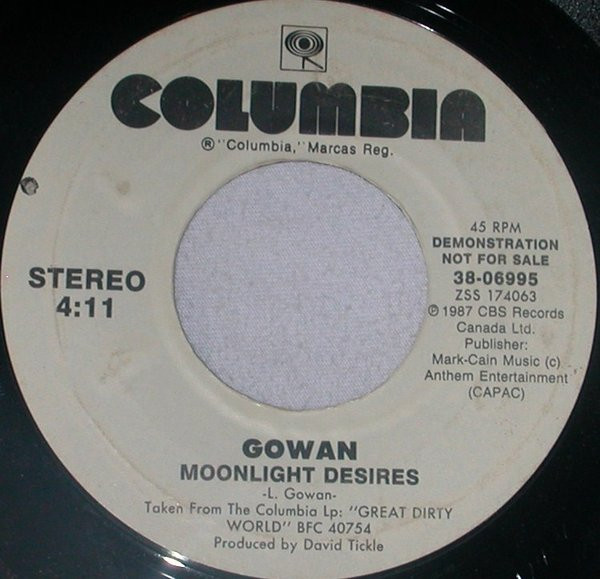 COLUMBIA
® "Columbia," Marcas Reg.
STEREO
4:11
45 RPM
DEMONSTRATION
NOT FOR SALE
38-06995
ZSS 174063
℗ 1987 CBS Records
Canada Ltd.
Publisher:
Mark-Cain Music (c)
Anthem Entertainment
(CAPAC)
GOWAN
MOONLIGHT DESIRES
-L. Gowan-
Taken From The Columbia Lp: "GREAT DIRTY
WORLD" BFC 40754
Produced by David Tickle